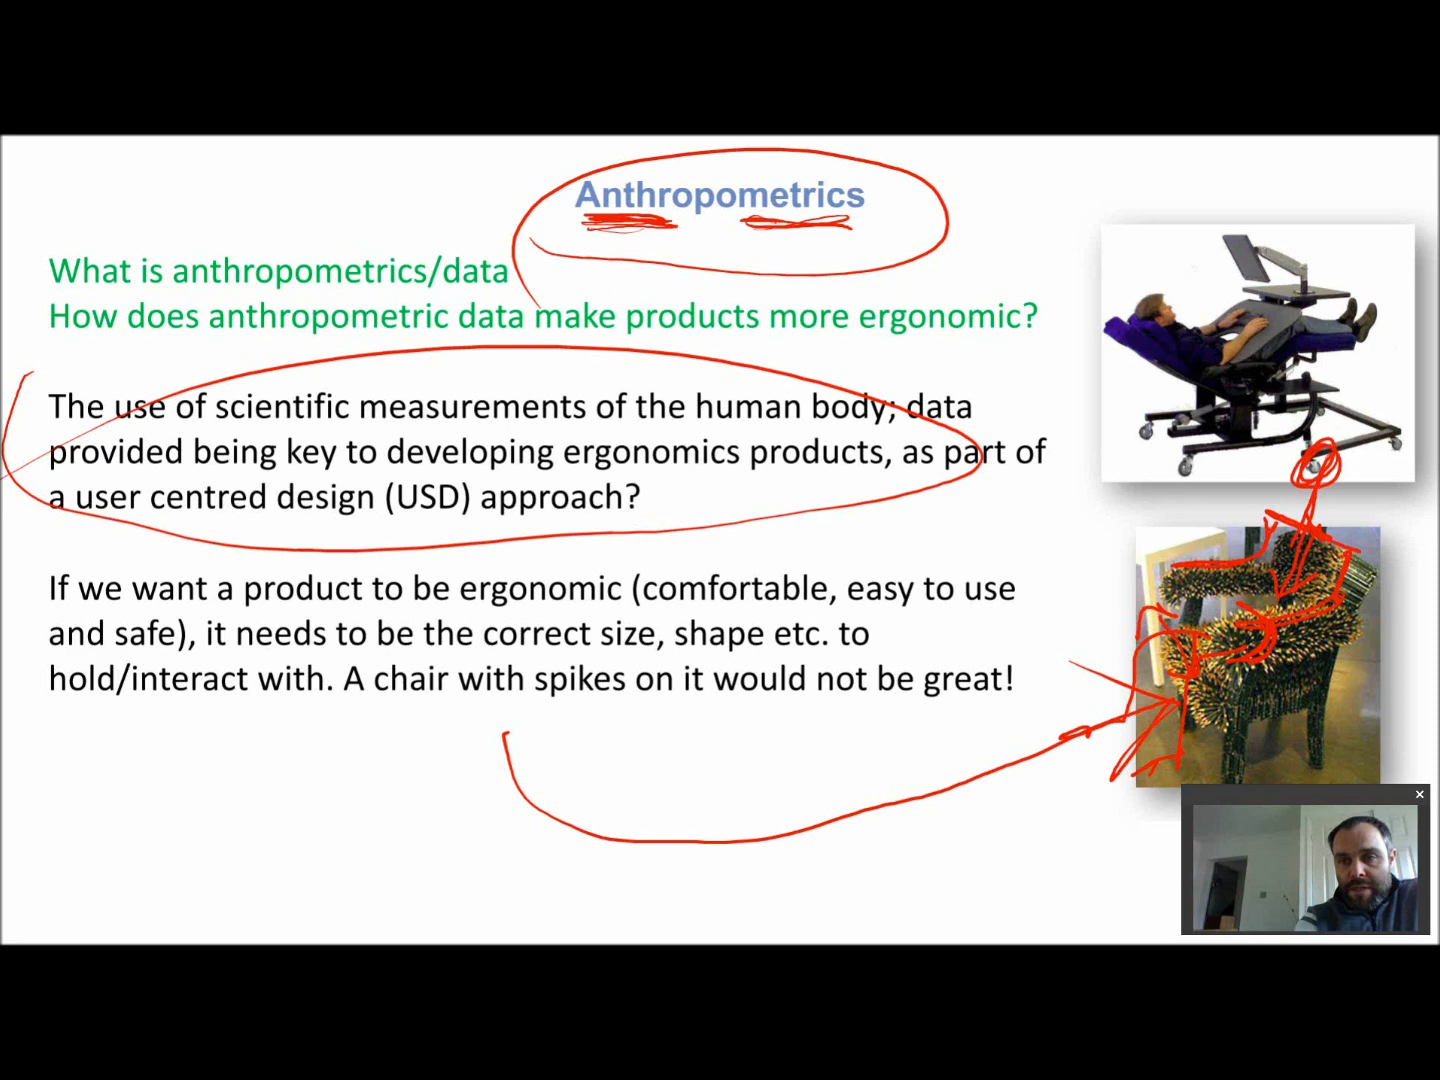 Anthropometrics
What is anthropometrics/data
How does anthropometric data make products more ergonomic?
The use of scientific measurements of the human body; data
provided being key to developing ergonomics products, as part of
a user centred design (USD) approach?
If we want a product to be ergonomic (comfortable, easy to use
and safe), it needs to be the correct size, shape etc. to
hold/interact with. A chair with spikes on it would not be great!